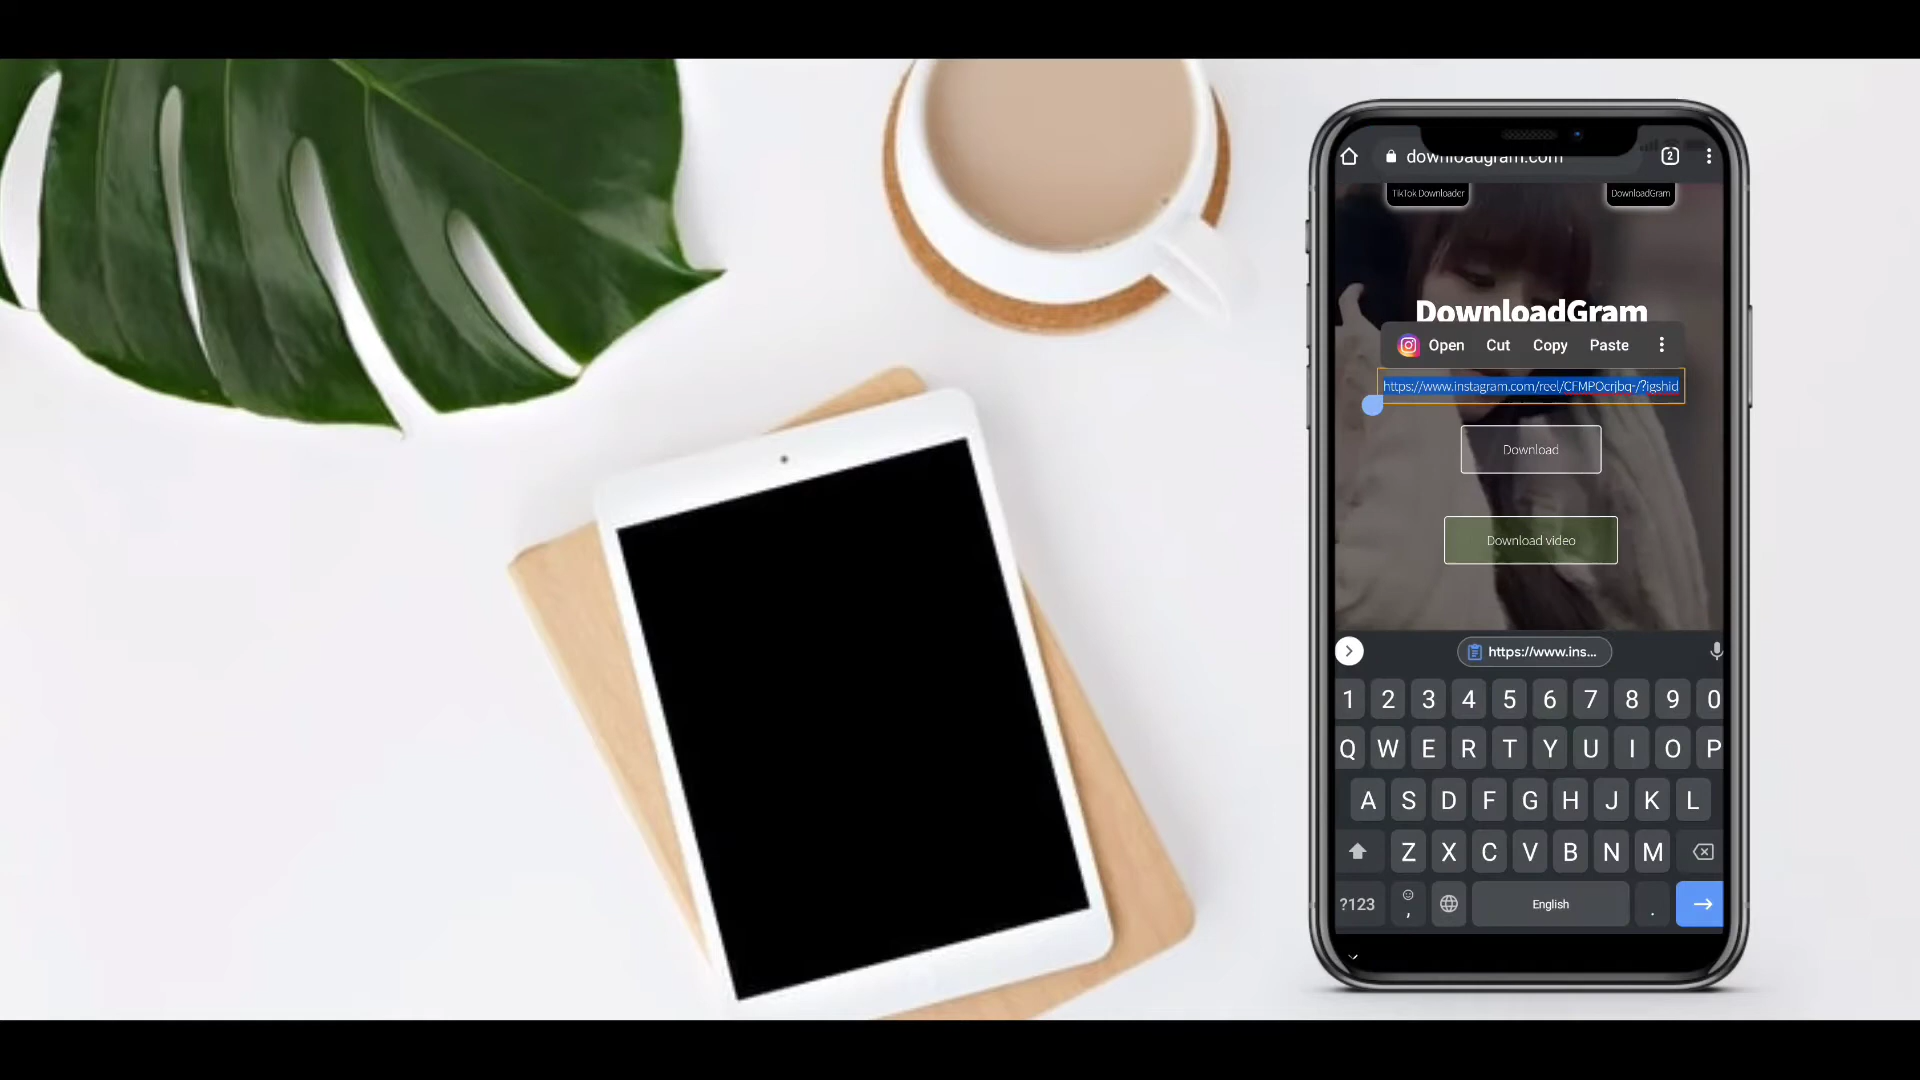 downloadgram.com
2
TikTok Downloader
DownloadGram
DownloadGram
Open Cut Copy Paste
https://www.instagram.com/reel/CFMPOcrjbq-/?igshid
Download
Download video
https://www.ins...
1 2 3 4 5 6 7 8 9 0
Q W E R T Y U I O P
A S D F G H J K L
Z X C V B N M
?123 , English .